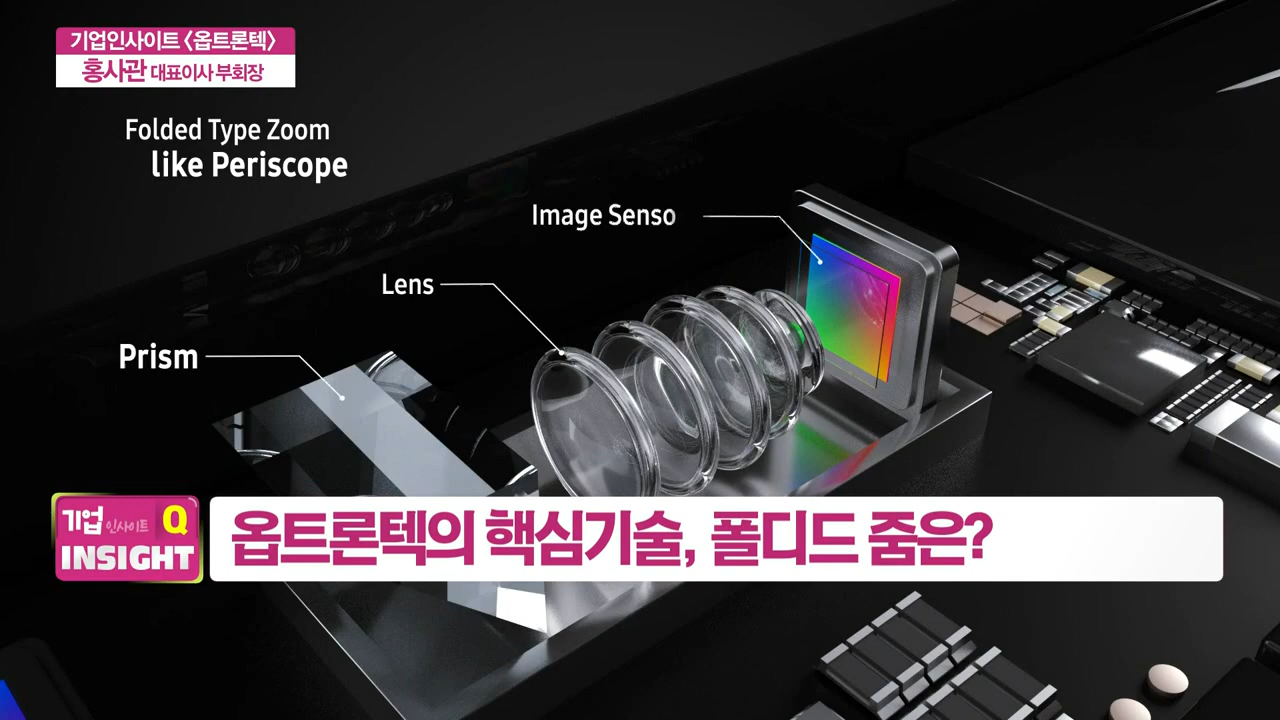 기업인사이트 <옵트론텍>
홍사관 대표이사 부회장
Folded Type Zoom
like Periscope
Image Senso
Lens
Prism
기업 인사이트 Q
INSIGHT
옵트론텍의 핵심기술, 폴디드 줌은?